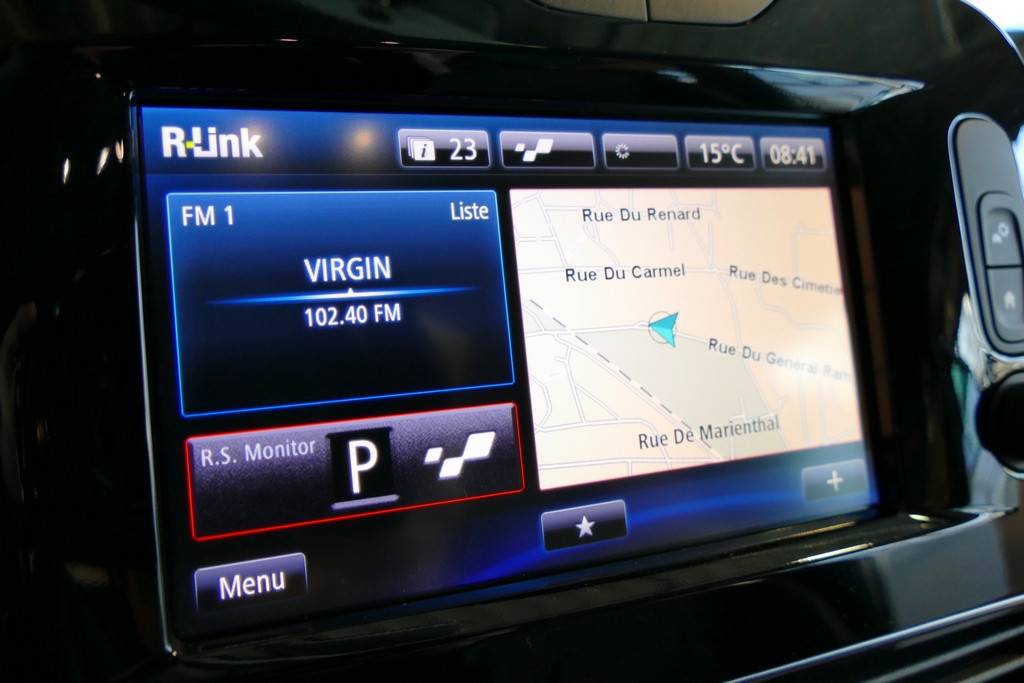 R-Link
i 23
15°C
08:41
FM 1
Liste
VIRGIN
102.40 FM
Rue Du Renard
Rue Du Carmel
Rue Des Cimetie
Rue Du General Ram
Rue De Marienthal
R.S. Monitor
P
+
Menu